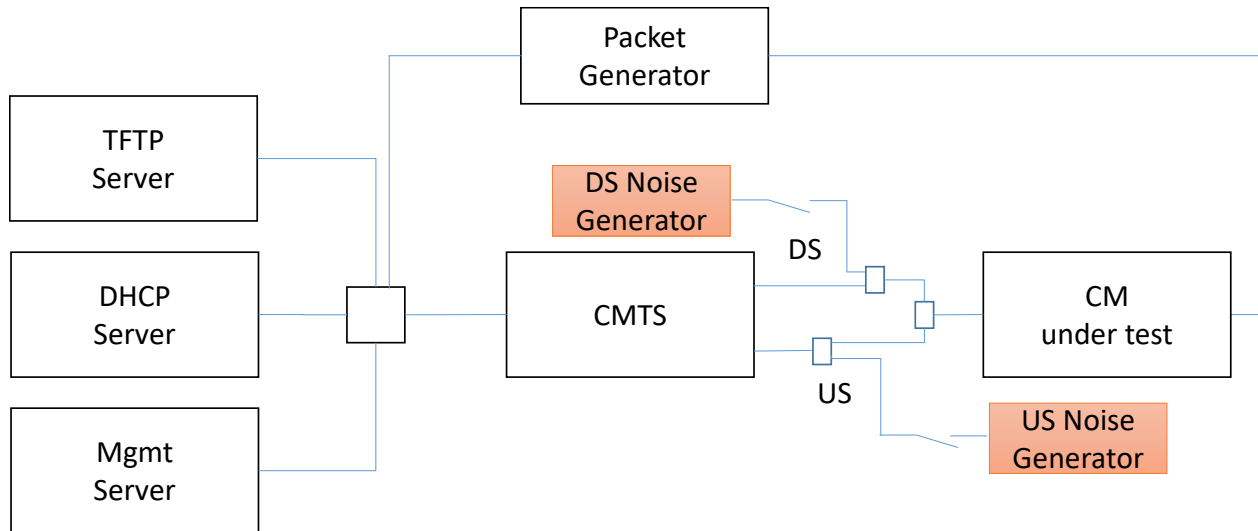 Packet
Generator
TFTP
Server
DS Noise
Generator
DS
DHCP
Server
CMTS
CM
under test
US
Mgmt
Server
US Noise
Generator